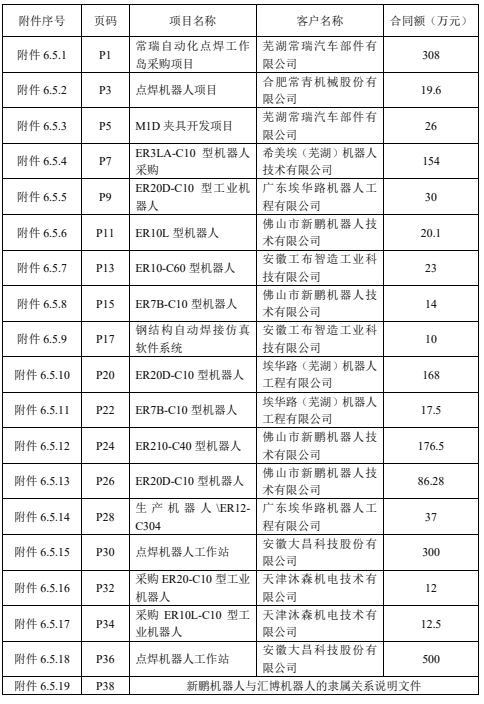 附件序号 页码 项目名称 客户名称 合同额（万元）
附件 6.5.1 P1 常瑞自动化点焊工作岛采购项目 芜湖常瑞汽车部件有限公司 308
附件 6.5.2 P3 点焊机器人项目 合肥常青机械股份有限公司 19.6
附件 6.5.3 P5 M1D 夹具开发项目 芜湖常瑞汽车部件有限公司 26
附件 6.5.4 P7 ER3LA-C10 型机器人采购 希美埃（芜湖）机器人技术有限公司 154
附件 6.5.5 P9 ER20D-C10 型工业机器人 广东埃华路机器人工程有限公司 30
附件 6.5.6 P11 ER10L 型机器人 佛山市新鹏机器人技术有限公司 20.1
附件 6.5.7 P13 ER10-C60 型机器人 安徽工布智造工业科技有限公司 23
附件 6.5.8 P15 ER7B-C10 型机器人 佛山市新鹏机器人技术有限公司 14
附件 6.5.9 P17 钢结构自动焊接仿真软件系统 安徽工布智造工业科技有限公司 10
附件 6.5.10 P20 ER20D-C10 型机器人 埃华路（芜湖）机器人工程有限公司 168
附件 6.5.11 P22 ER7B-C10 型机器人 埃华路（芜湖）机器人工程有限公司 17.5
附件 6.5.12 P24 ER210-C40 型机器人 佛山市新鹏机器人技术有限公司 176.5
附件 6.5.13 P26 ER20D-C10 型机器人 佛山市新鹏机器人技术有限公司 86.28
附件 6.5.14 P28 生产机器人\ER12-C304 广东埃华路机器人工程有限公司 37
附件 6.5.15 P30 点焊机器人工作站 安徽大昌科技股份有限公司 300
附件 6.5.16 P32 采购 ER20-C10 型工业机器人 天津沐森机电技术有限公司 12
附件 6.5.17 P34 采购 ER10L-C10 型工业机器人 天津沐森机电技术有限公司 12.5
附件 6.5.18 P36 点焊机器人工作站 安徽大昌科技股份有限公司 500
附件 6.5.19 P38 新鹏机器人与汇博机器人的隶属关系说明文件